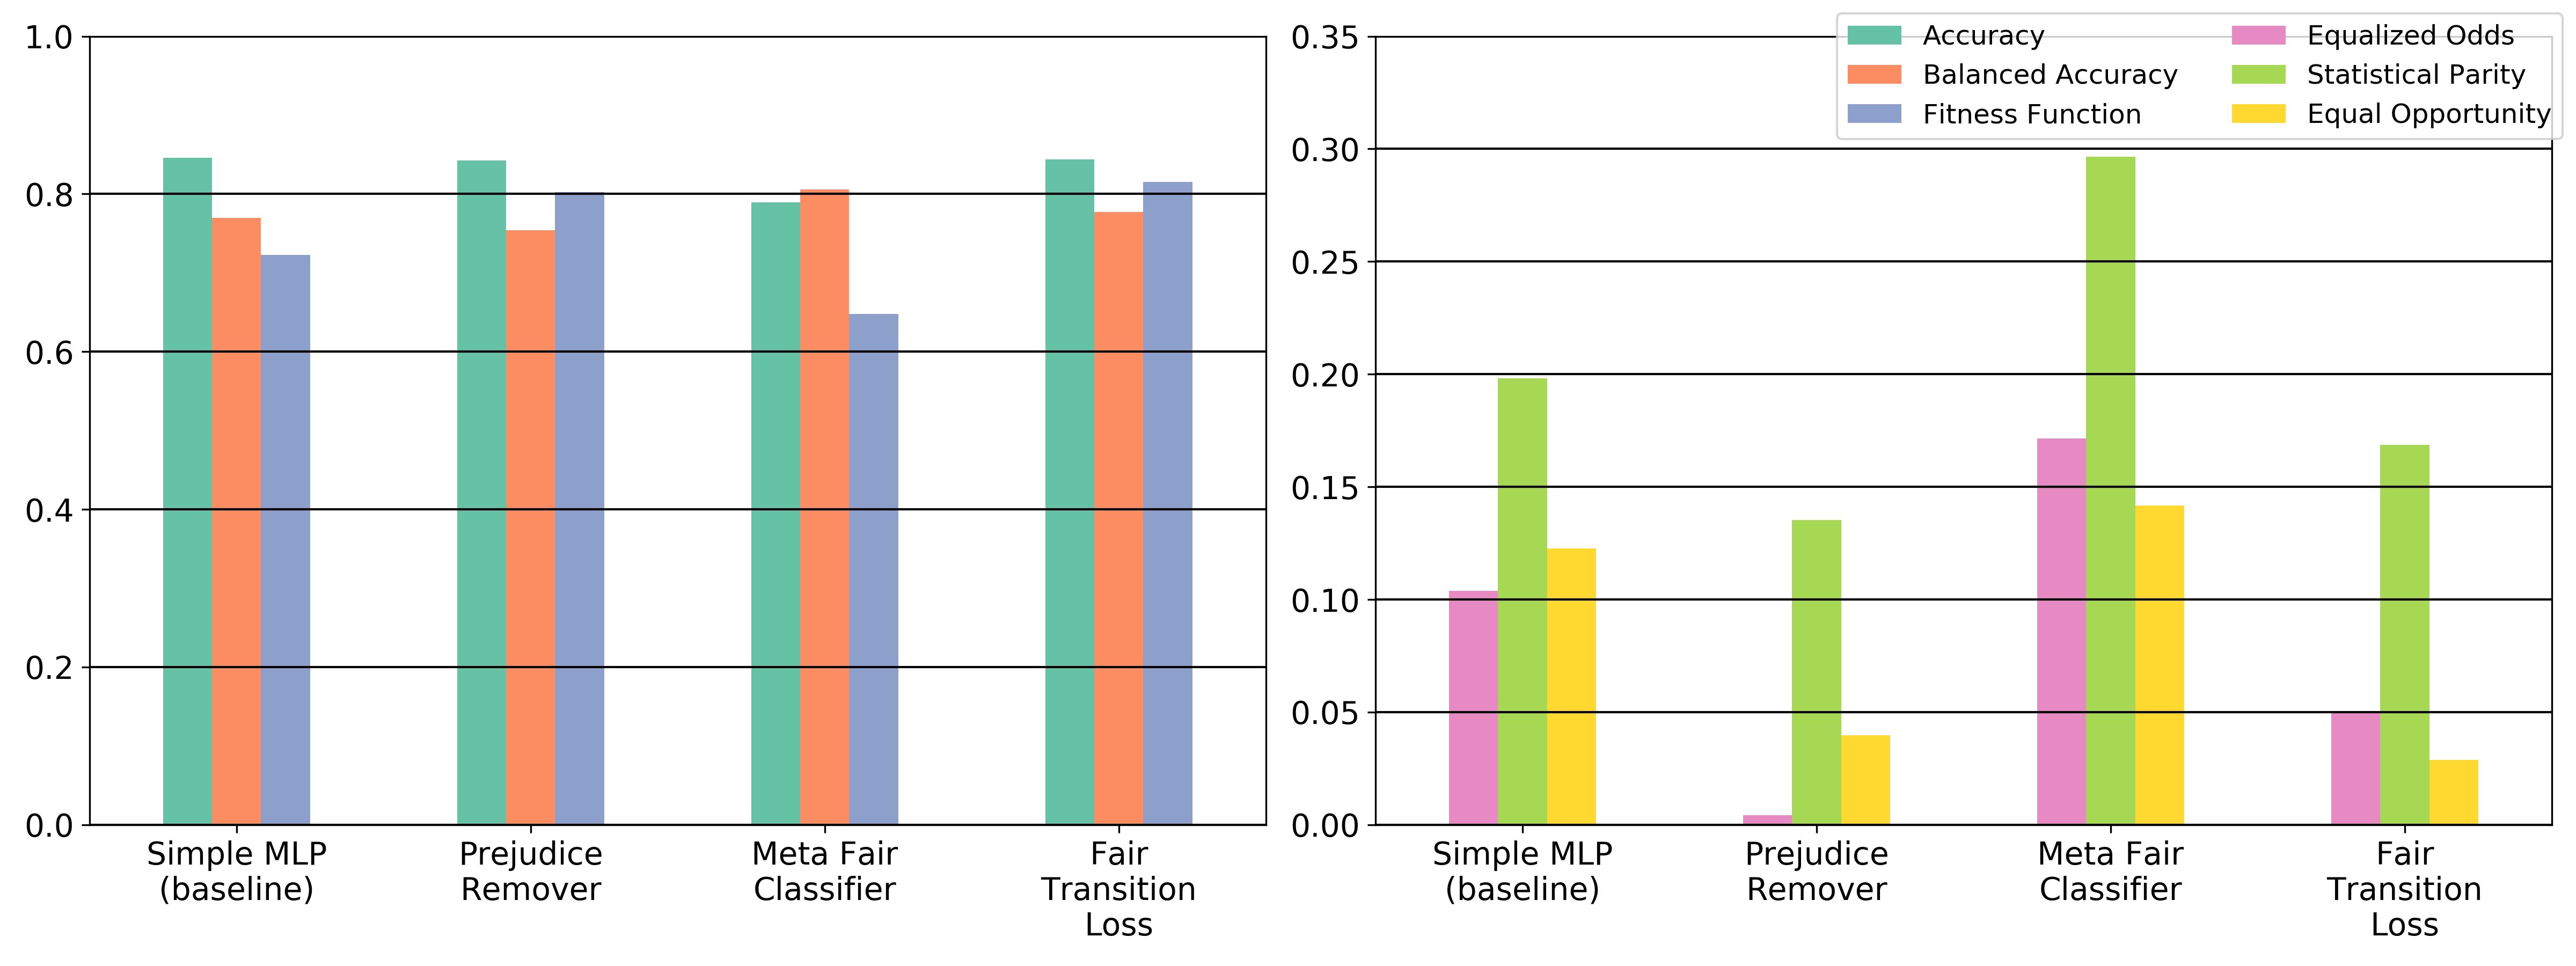 1.0
0.8
0.6
0.4
0.2
0.0
Simple MLP
(baseline)
Prejudice
Remover
Meta Fair
Classifier
Fair
Transition
Loss
0.35
0.30
0.25
0.20
0.15
0.10
0.05
0.00
Accuracy
Balanced Accuracy
Fitness Function
Equalized Odds
Statistical Parity
Equal Opportunity
Simple MLP
(baseline)
Prejudice
Remover
Meta Fair
Classifier
Fair
Transition
Loss